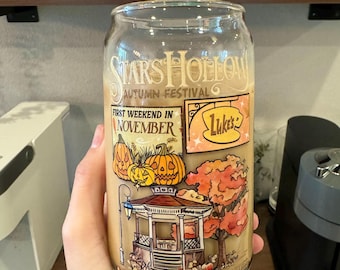 STARS HOLLOW
AUTUMN FESTIVAL
FIRST WEEKEND IN
NOVEMBER
Luke's